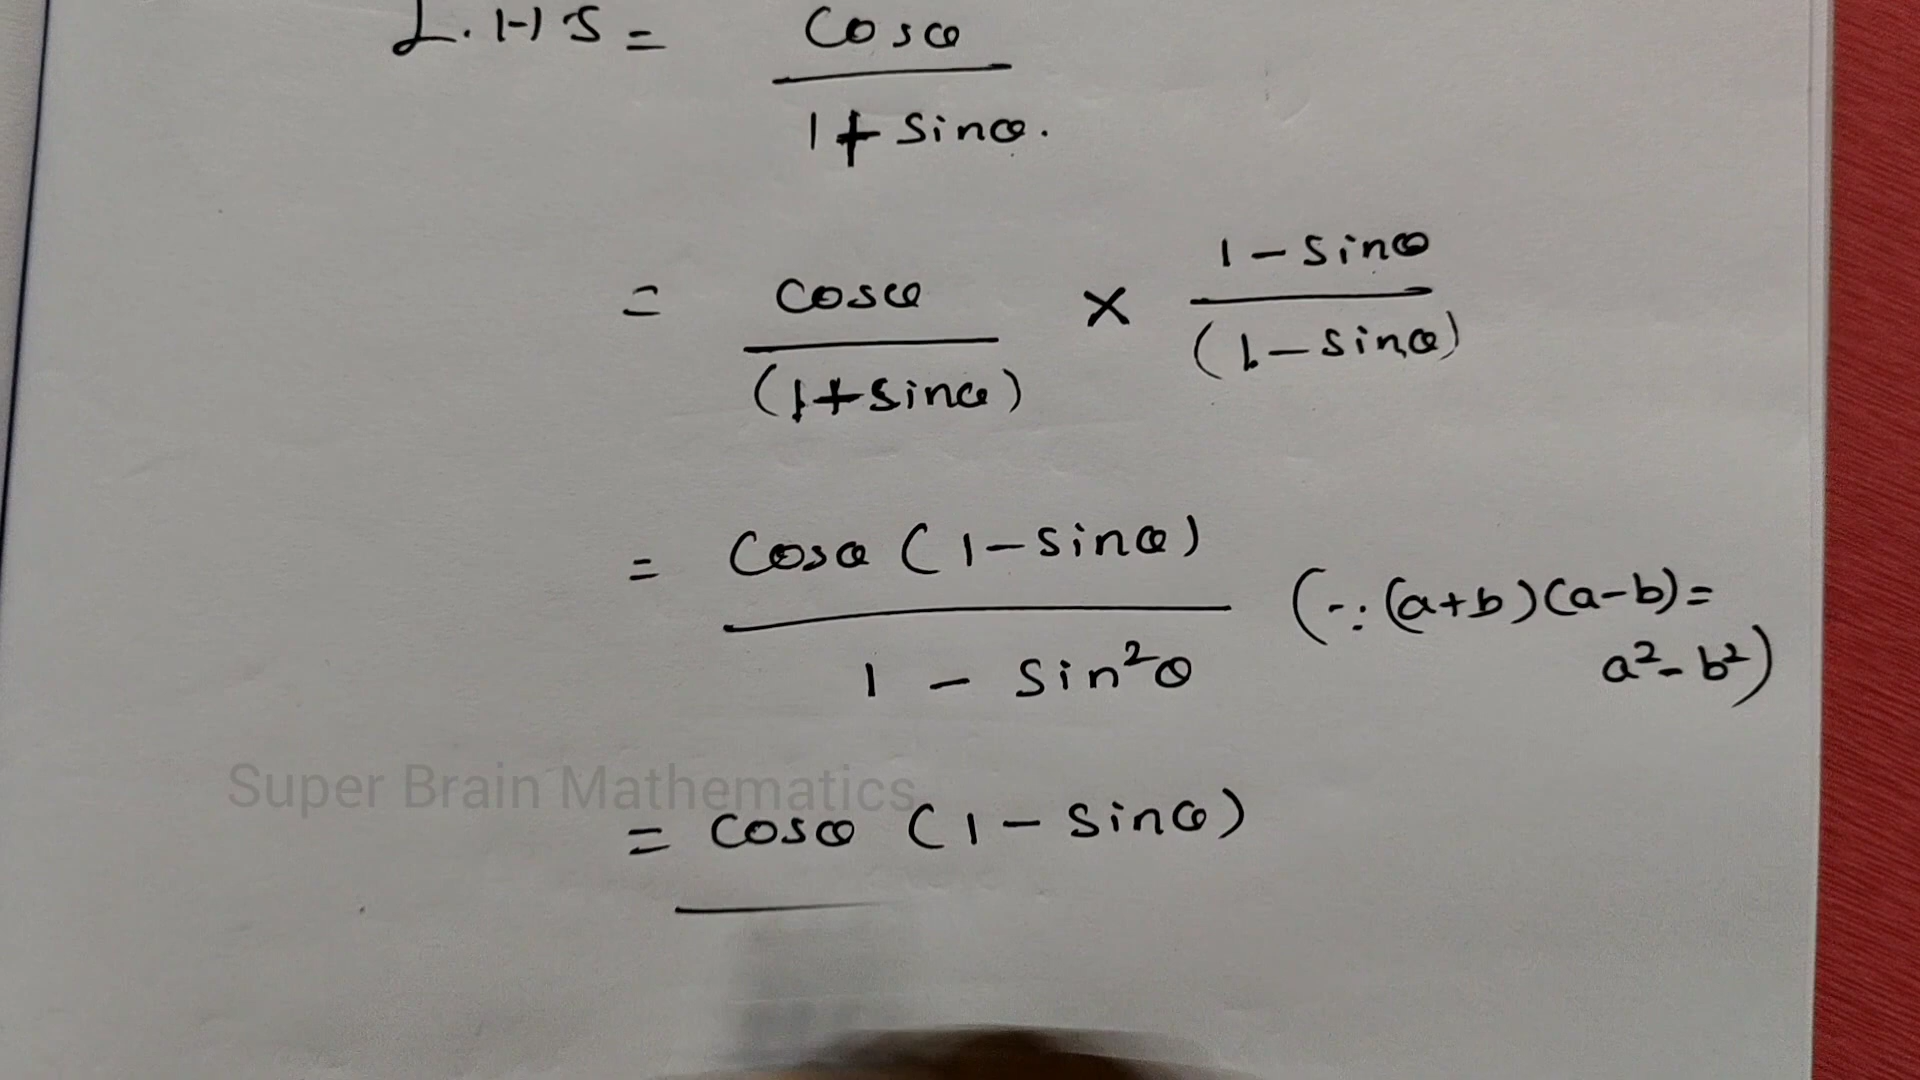 L.HS = cosθ
1 + sinθ.
1 - sinθ
= cosθ ×
(1 - sinθ)
(1+sinθ)
= cosθ (1 - sinθ)
(∵ (a+b)(a-b) =
1 - sin²θ
a² - b²)
Super Brain Mathematics
= cosθ (1 - sinθ)